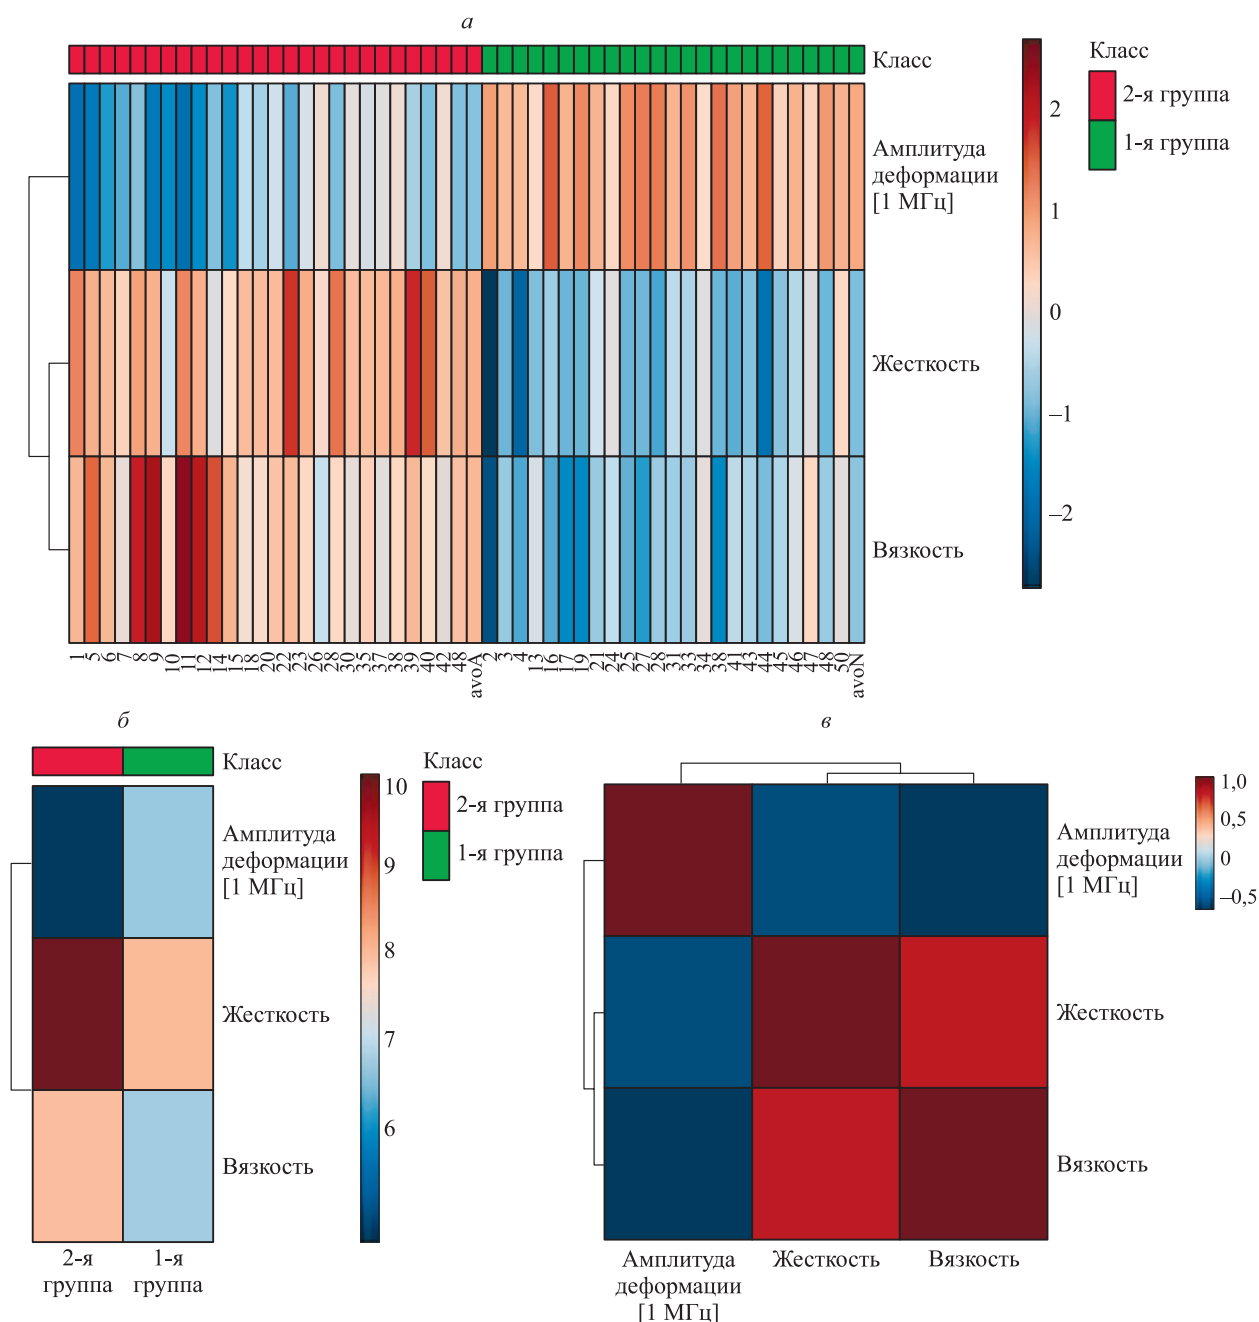 а
Класс
Амплитуда
деформации
[1 МГц]
Жесткость
Вязкость
2
1
0
–1
–2
Класс
2-я группа
1-я группа
1 5 6 7 8 9 10 11 12 14 15 18 20 22 23 26 28 30 35 37 38 39 40 42 48 avoA 2 3 4 13 16 17 19 21 24 25 27 28 31 33 34 38 41 43 44 45 46 47 48 50 avoN
б
Класс
Амплитуда
деформации
[1 МГц]
Жесткость
Вязкость
2-я
группа
1-я
группа
10
9
8
7
6
Класс
2-я группа
1-я группа
в
Амплитуда
деформации
[1 МГц]
Жесткость
Вязкость
Амплитуда
деформации
[1 МГц]
Жесткость
Вязкость
1,0
0,5
0
–0,5